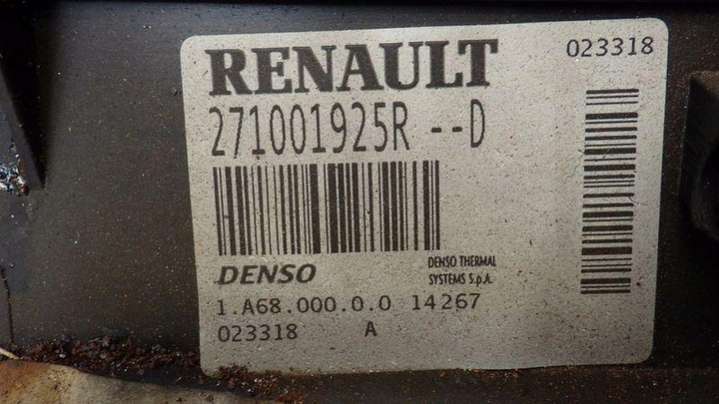 RENAULT
023318
271001925R --D
DENSO
DENSO THERMAL
SYSTEMS S.p.A.
1.A68.000.0.0 14267
023318 A